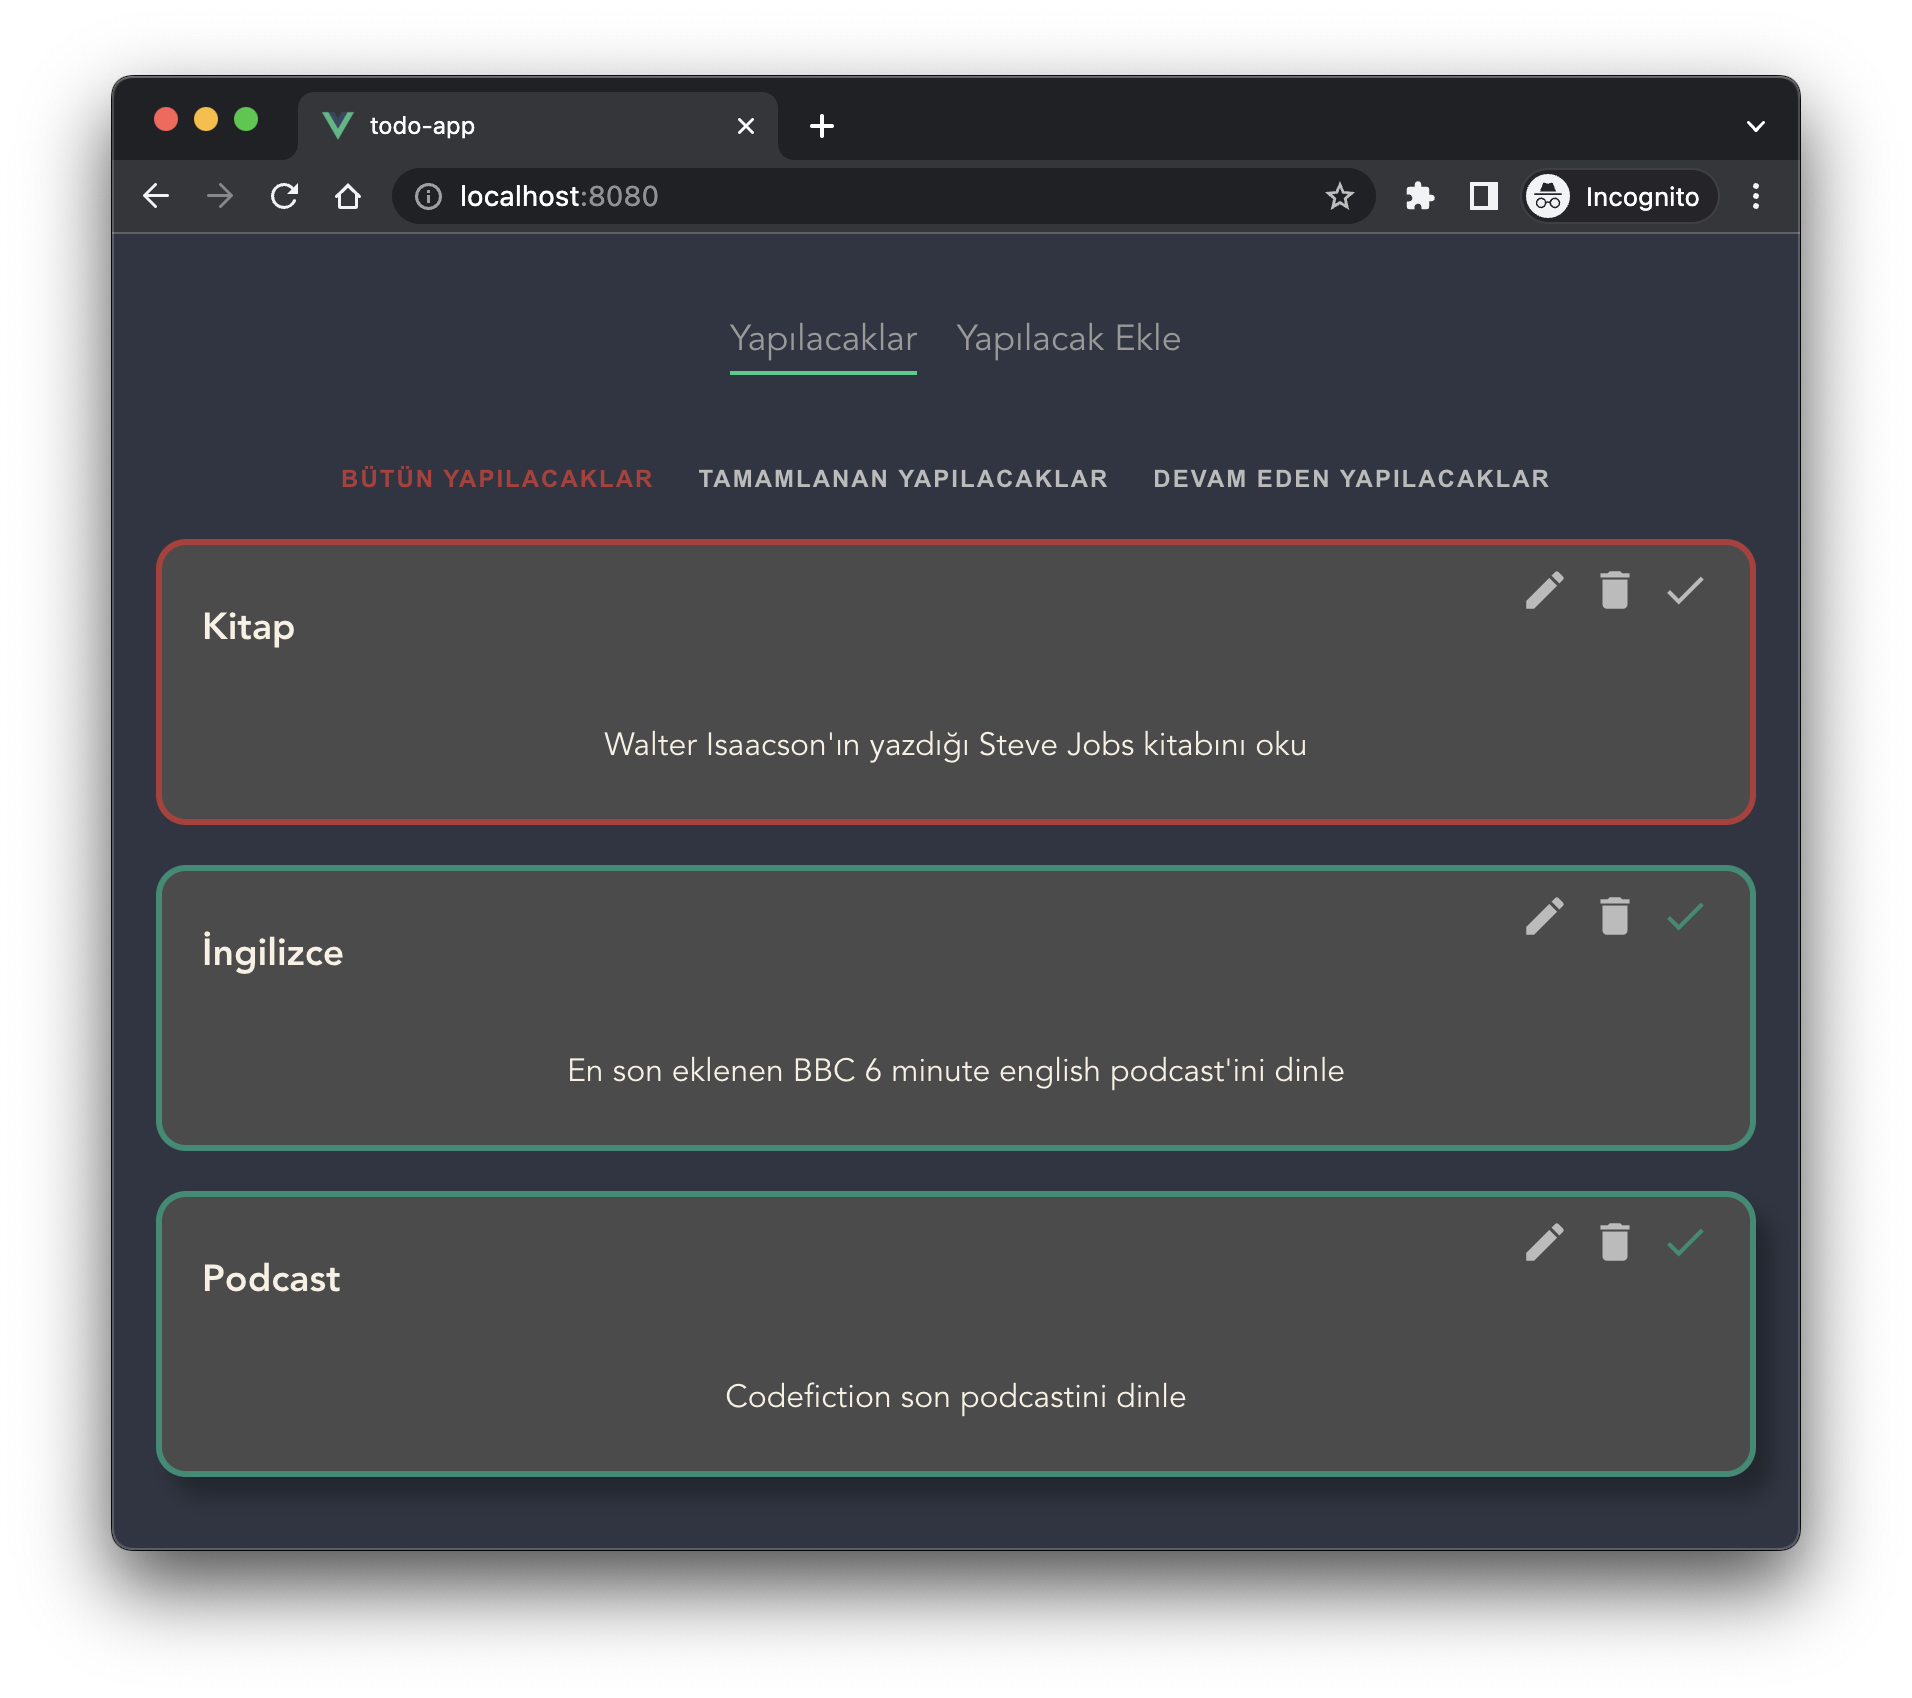 todo-app
localhost:8080
Incognito
Yapılacaklar Yapılacak Ekle
BÜTÜN YAPILACAKLAR TAMAMLANAN YAPILACAKLAR DEVAM EDEN YAPILACAKLAR
Kitap
Walter Isaacson'ın yazdığı Steve Jobs kitabını oku
İngilizce
En son eklenen BBC 6 minute english podcast'ini dinle
Podcast
Codefiction son podcastini dinle